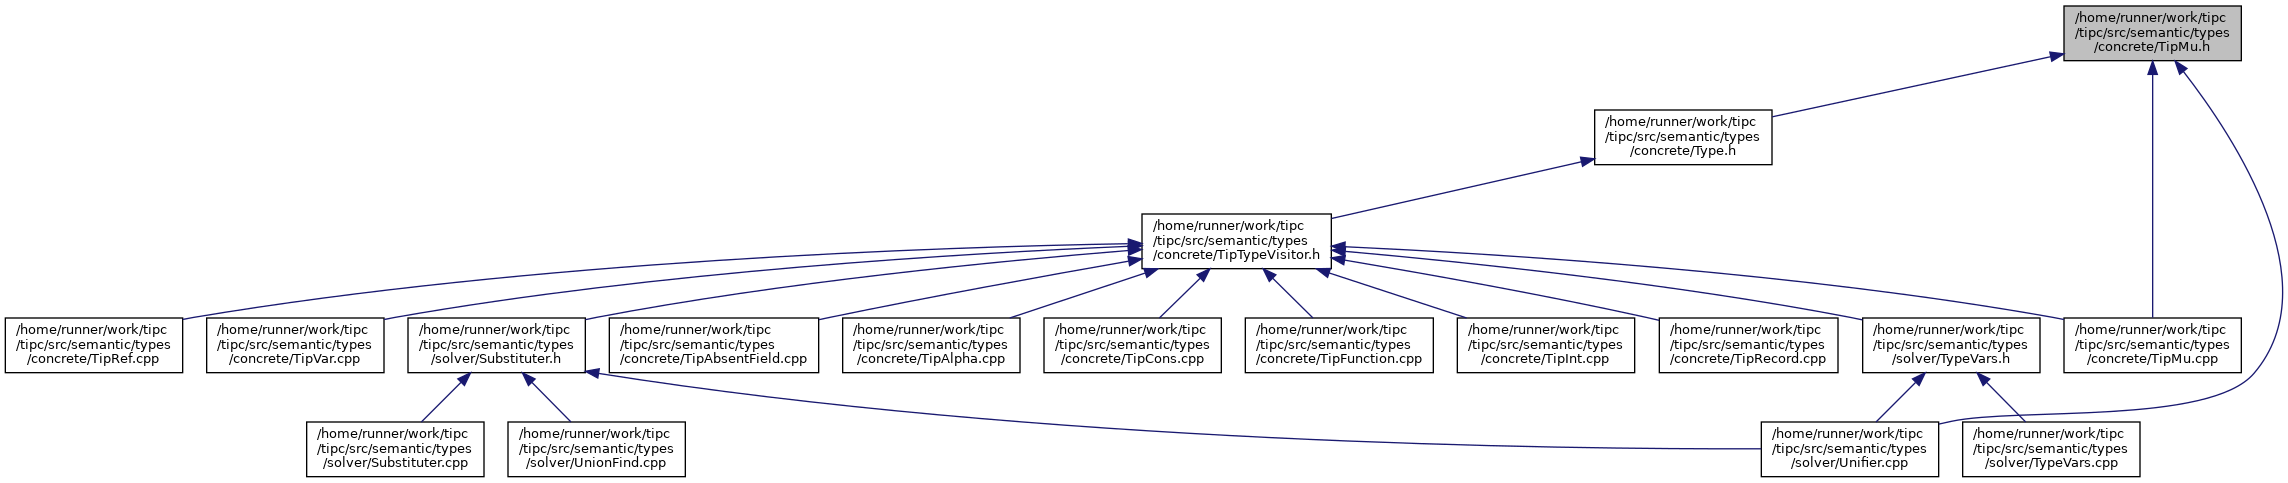 /home/runner/work/tipc
/tipc/src/semantic/types
/concrete/TipMu.h
/home/runner/work/tipc
/tipc/src/semantic/types
/concrete/Type.h
/home/runner/work/tipc
/tipc/src/semantic/types
/concrete/TipTypeVisitor.h
/home/runner/work/tipc
/tipc/src/semantic/types
/concrete/TipRef.cpp
/home/runner/work/tipc
/tipc/src/semantic/types
/concrete/TipVar.cpp
/home/runner/work/tipc
/tipc/src/semantic/types
/solver/Substituter.h
/home/runner/work/tipc
/tipc/src/semantic/types
/concrete/TipAbsentField.cpp
/home/runner/work/tipc
/tipc/src/semantic/types
/concrete/TipAlpha.cpp
/home/runner/work/tipc
/tipc/src/semantic/types
/concrete/TipCons.cpp
/home/runner/work/tipc
/tipc/src/semantic/types
/concrete/TipFunction.cpp
/home/runner/work/tipc
/tipc/src/semantic/types
/concrete/TipInt.cpp
/home/runner/work/tipc
/tipc/src/semantic/types
/concrete/TipRecord.cpp
/home/runner/work/tipc
/tipc/src/semantic/types
/solver/TypeVars.h
/home/runner/work/tipc
/tipc/src/semantic/types
/concrete/TipMu.cpp
/home/runner/work/tipc
/tipc/src/semantic/types
/solver/Substituter.cpp
/home/runner/work/tipc
/tipc/src/semantic/types
/solver/UnionFind.cpp
/home/runner/work/tipc
/tipc/src/semantic/types
/solver/Unifier.cpp
/home/runner/work/tipc
/tipc/src/semantic/types
/solver/TypeVars.cpp